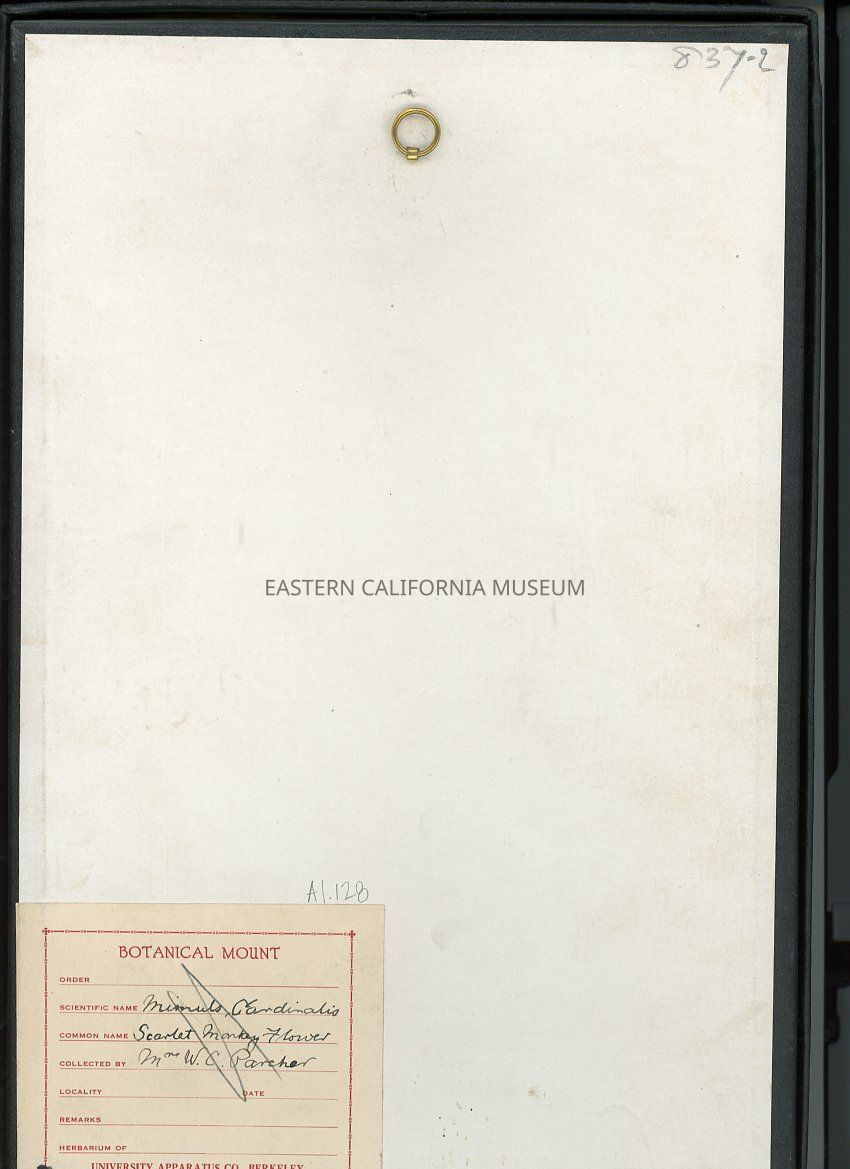 837-2
EASTERN CALIFORNIA MUSEUM
A1.128
BOTANICAL MOUNT
ORDER
SCIENTIFIC NAME Mimuls Cardinalis
COMMON NAME Scarlet Monkey Flower
COLLECTED BY Mrs W. C. Parcher
LOCALITY DATE
REMARKS
HERBARIUM OF
UNIVERSITY APPARATUS CO., BERKELEY